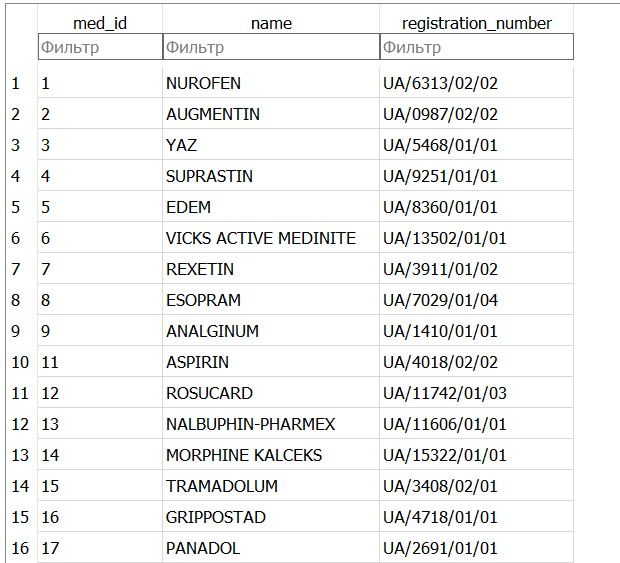 med_id name registration_number
Фильтр Фильтр Фильтр
1 1 NUROFEN UA/6313/02/02
2 2 AUGMENTIN UA/0987/02/02
3 3 YAZ UA/5468/01/01
4 4 SUPRASTIN UA/9251/01/01
5 5 EDEM UA/8360/01/01
6 6 VICKS ACTIVE MEDINITE UA/13502/01/01
7 7 REXETIN UA/3911/01/02
8 8 ESOPRAM UA/7029/01/04
9 9 ANALGINUM UA/1410/01/01
10 11 ASPIRIN UA/4018/02/02
11 12 ROSUCARD UA/11742/01/03
12 13 NALBUPHIN-PHARMEX UA/11606/01/01
13 14 MORPHINE KALCEKS UA/15322/01/01
14 15 TRAMADOLUM UA/3408/02/01
15 16 GRIPPOSTAD UA/4718/01/01
16 17 PANADOL UA/2691/01/01